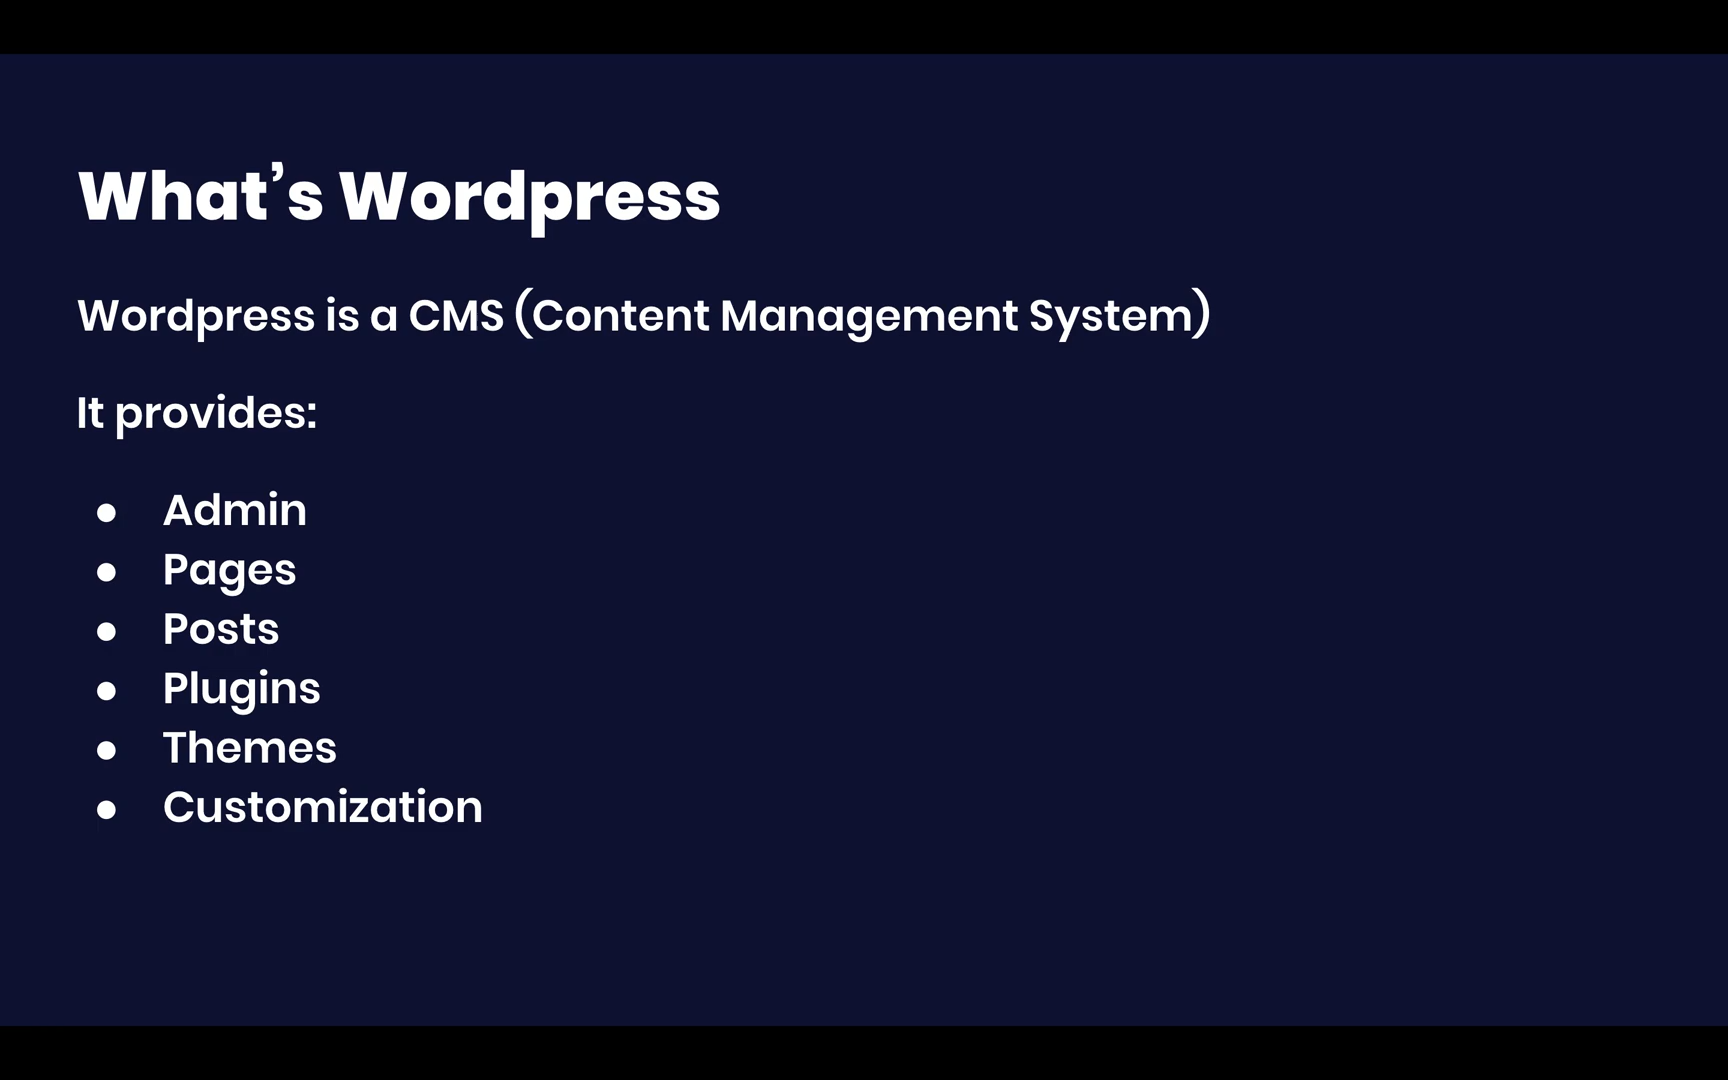 What’s Wordpress
Wordpress is a CMS (Content Management System)
It provides:
● Admin
● Pages
● Posts
● Plugins
● Themes
● Customization